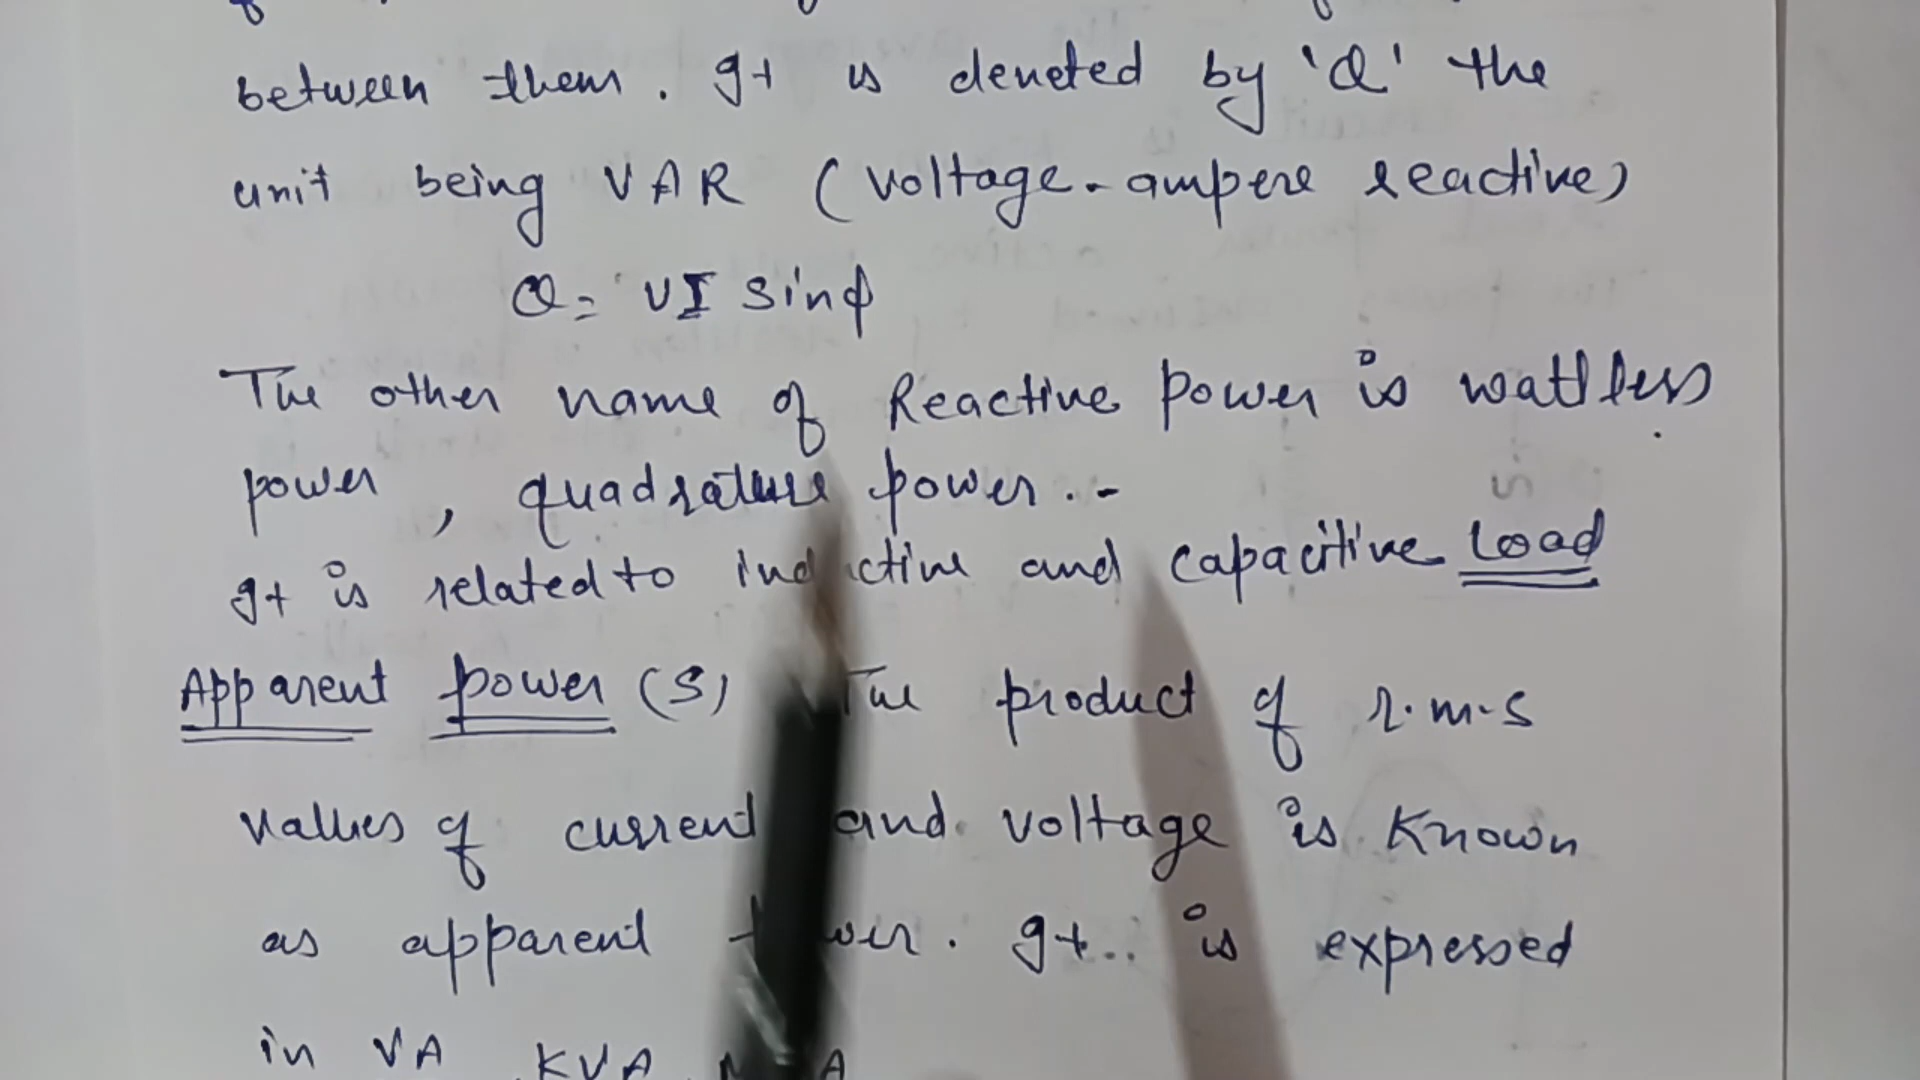 between them. It is denoted by 'Q' the
unit being VAR (Voltage-ampere reactive)
Q = VI sinϕ
The other name of Reactive power is wattless
power, quadrature power.-
It is related to inductive and capacitive Load
Apparent power (S) The product of r.m.s
values of current and voltage is known
as apparent It is expressed
in VA, KVA